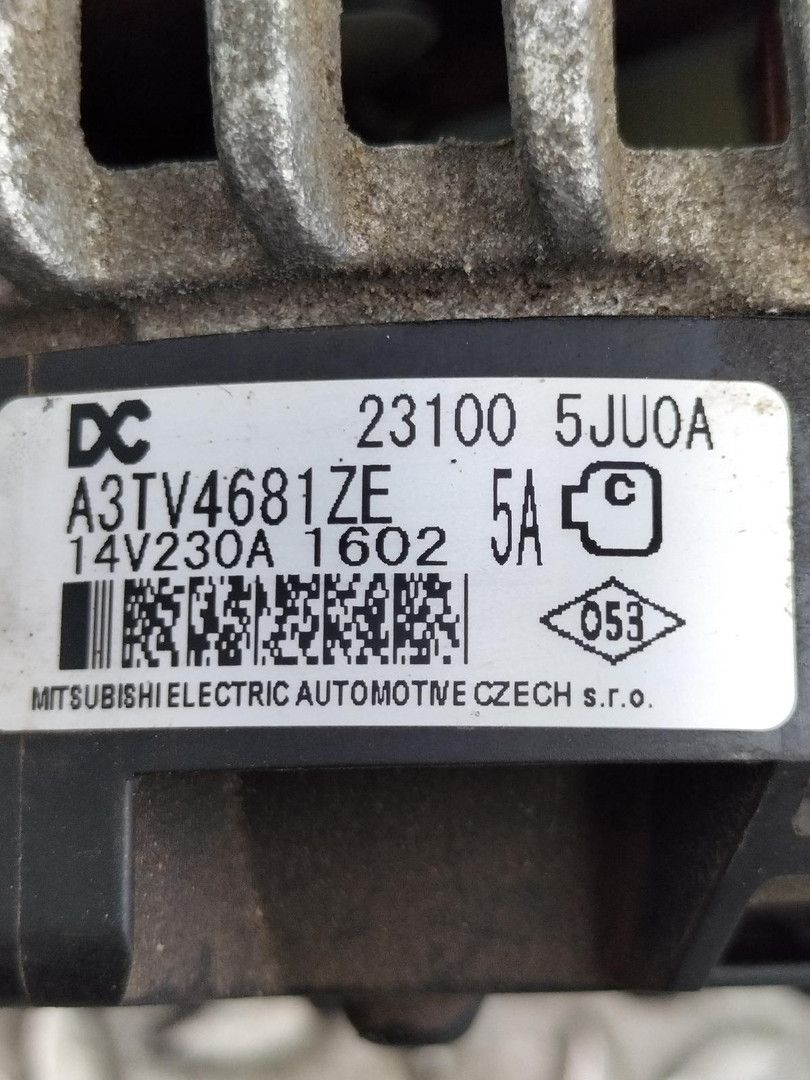 DC 23100 5JU0A
A3TV4681ZE 5A C
14V230A 1602
053
MITSUBISHI ELECTRIC AUTOMOTIVE CZECH s.r.o.